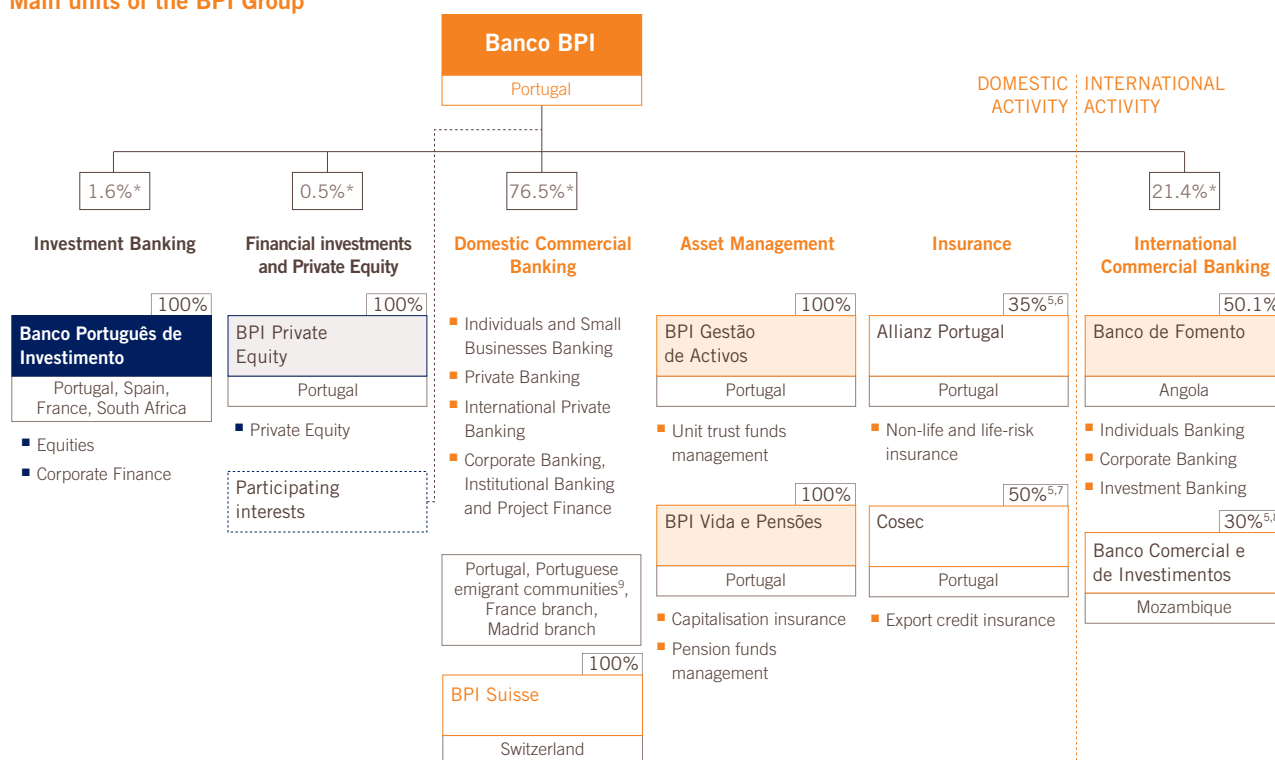 Main units of the BPI Group
Banco BPI
Portugal
DOMESTIC
ACTIVITY
INTERNATIONAL
ACTIVITY
1.6%*
0.5%*
76.5%*
21.4%*
Investment Banking
100%
Banco Português de
Investimento
Portugal, Spain,
France, South Africa
■ Equities
■ Corporate Finance
Financial investments
and Private Equity
100%
BPI Private
Equity
Portugal
■ Private Equity
Participating
interests
Domestic Commercial
Banking
■ Individuals and Small
Businesses Banking
■ Private Banking
■ International Private
Banking
■ Corporate Banking,
Institutional Banking
and Project Finance
Portugal, Portuguese
emigrant communities9,
France branch,
Madrid branch
100%
BPI Suisse
Switzerland
Asset Management
100%
BPI Gestão
de Activos
Portugal
■ Unit trust funds
management
100%
BPI Vida e Pensões
Portugal
■ Capitalisation insurance
■ Pension funds
management
Insurance
35%5,6
Allianz Portugal
Portugal
■ Non-life and life-risk
insurance
50%5,7
Cosec
Portugal
■ Export credit insurance
International
Commercial Banking
50.1%
Banco de Fomento
Angola
■ Individuals Banking
■ Corporate Banking
■ Investment Banking
30%5,8
Banco Comercial e
de Investimentos
Mozambique